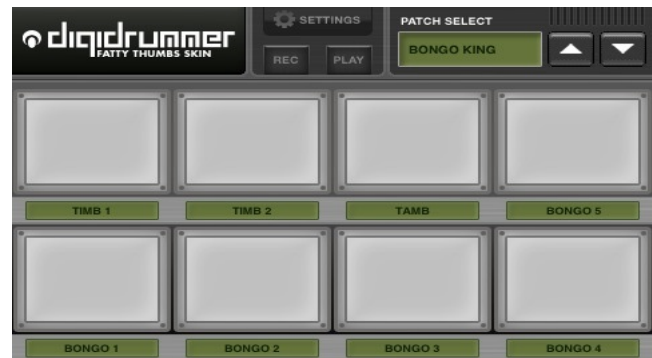 digidrummer
FATTY THUMBS SKIN
SETTINGS
REC
PLAY
PATCH SELECT
BONGO KING
TIMB 1
TIMB 2
TAMB
BONGO 5
BONGO 1
BONGO 2
BONGO 3
BONGO 4